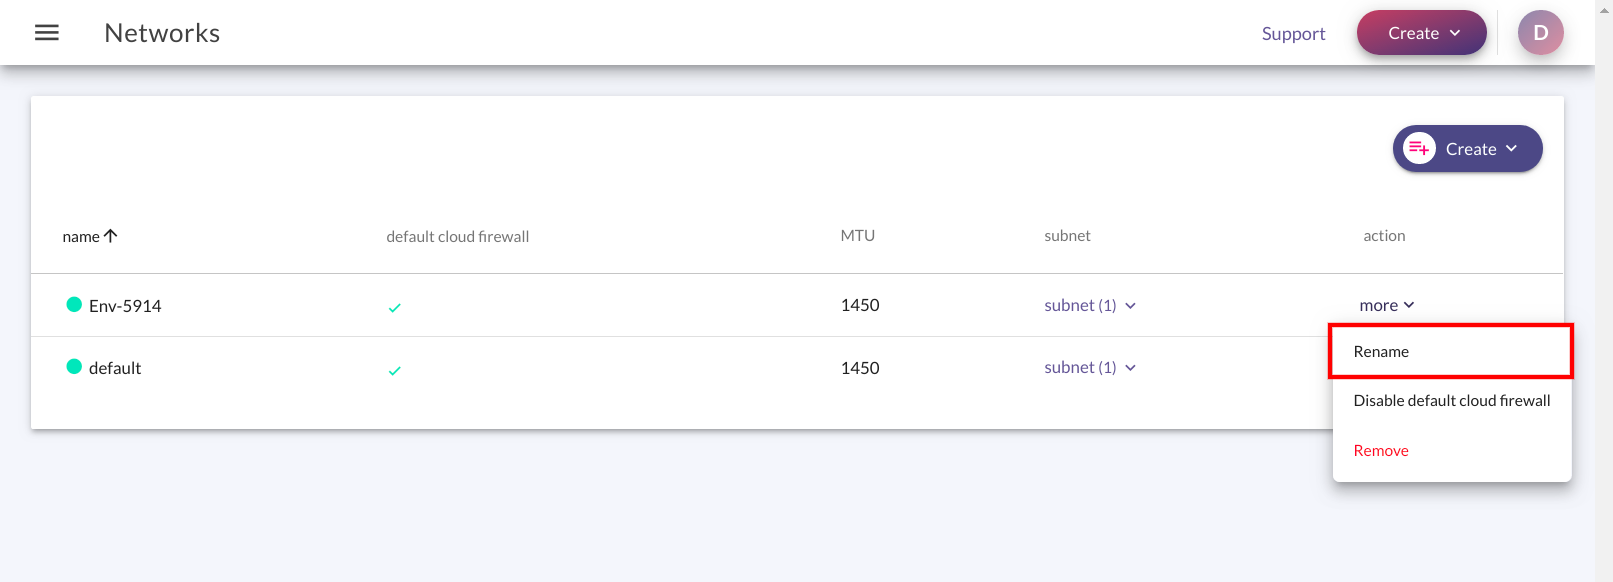 Networks
Support
Create
D
Create
name default cloud firewall MTU subnet action
Env-5914 1450 subnet (1) more
default 1450 subnet (1)
Rename
Disable default cloud firewall
Remove